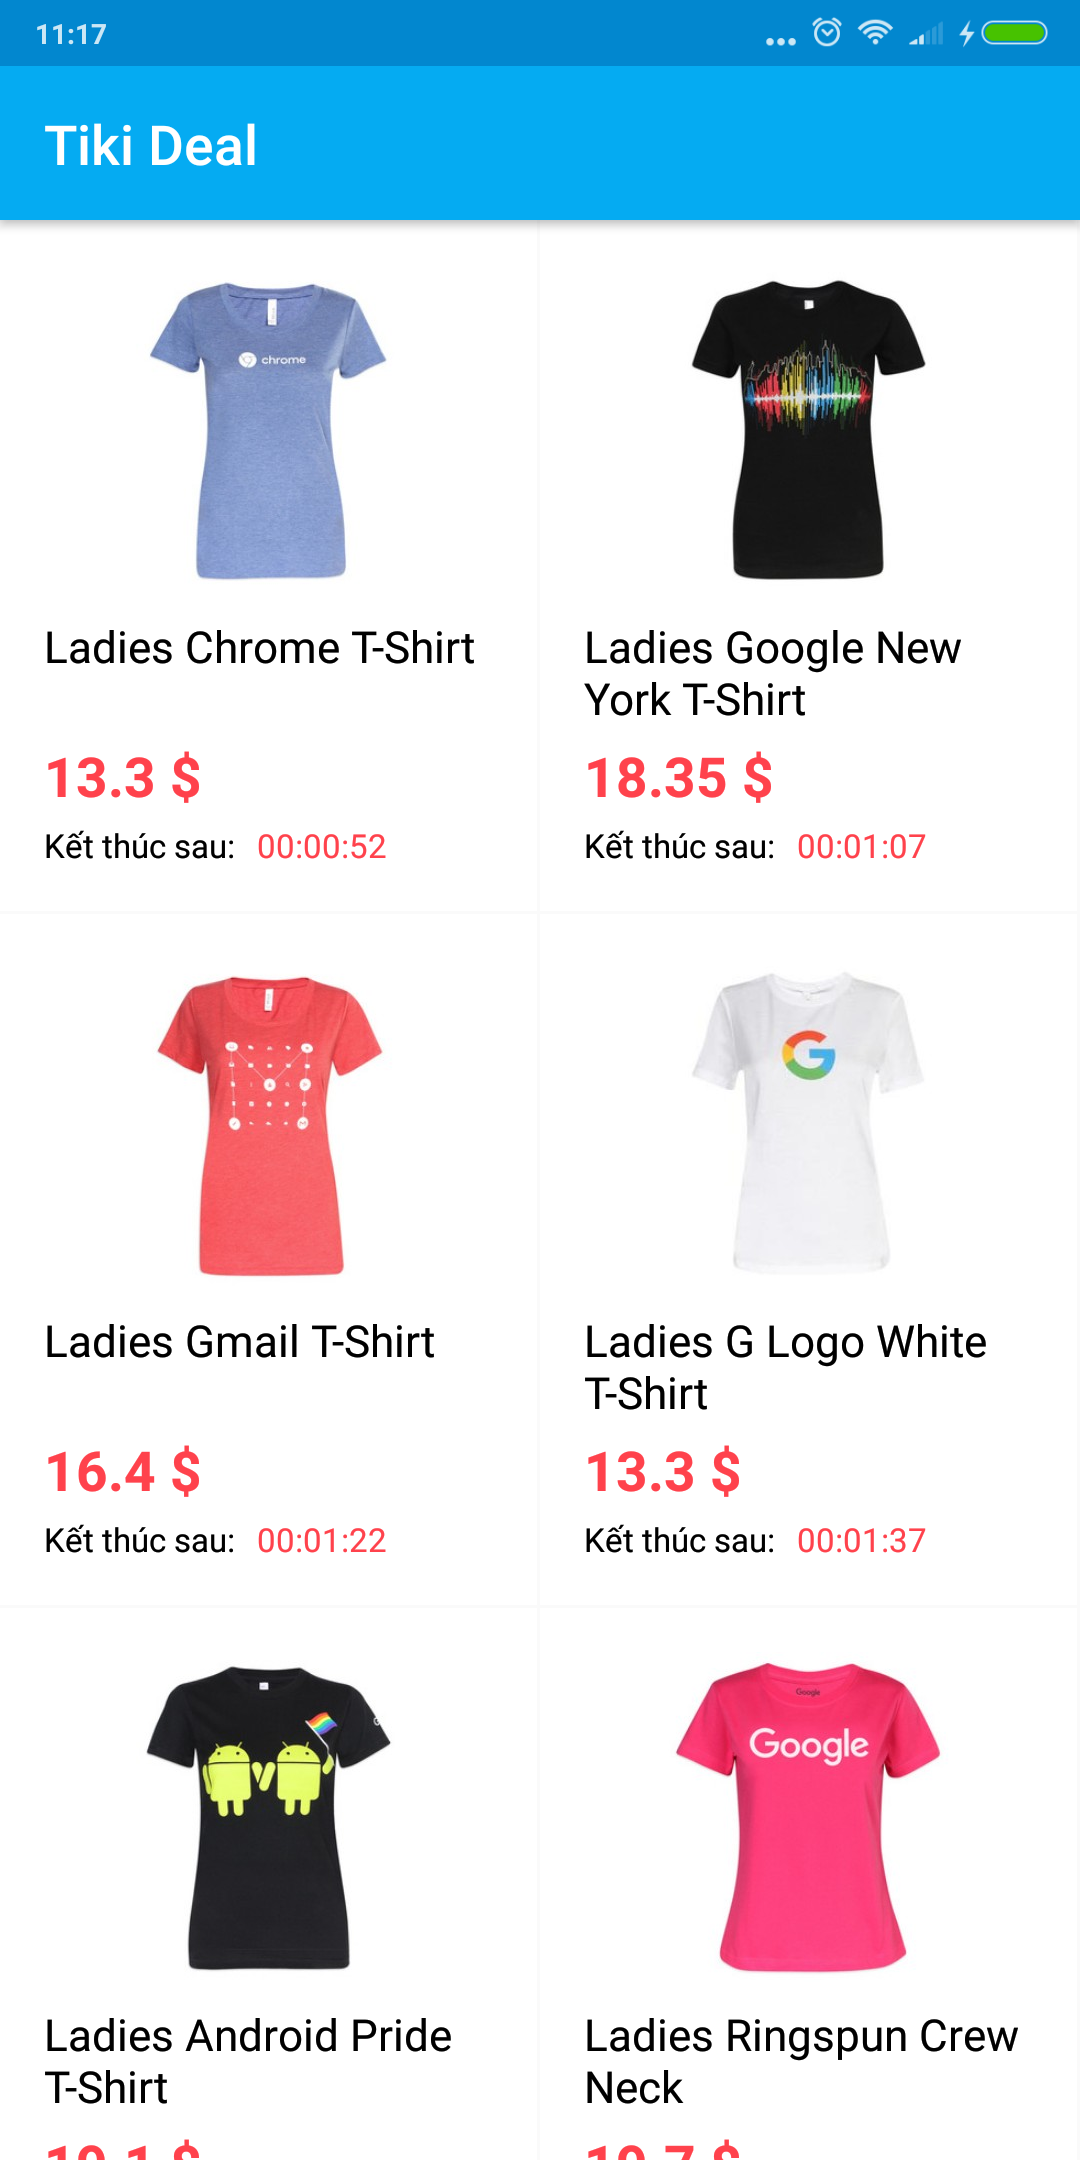 11:17
Tiki Deal
chrome
Ladies Chrome T-Shirt
13.3 $
Kết thúc sau: 00:00:52
Ladies Google New
York T-Shirt
18.35 $
Kết thúc sau: 00:01:07
Ladies Gmail T-Shirt
16.4 $
Kết thúc sau: 00:01:22
G
Ladies G Logo White
T-Shirt
13.3 $
Kết thúc sau: 00:01:37
Ladies Android Pride
T-Shirt
Google
Google
Ladies Ringspun Crew
Neck